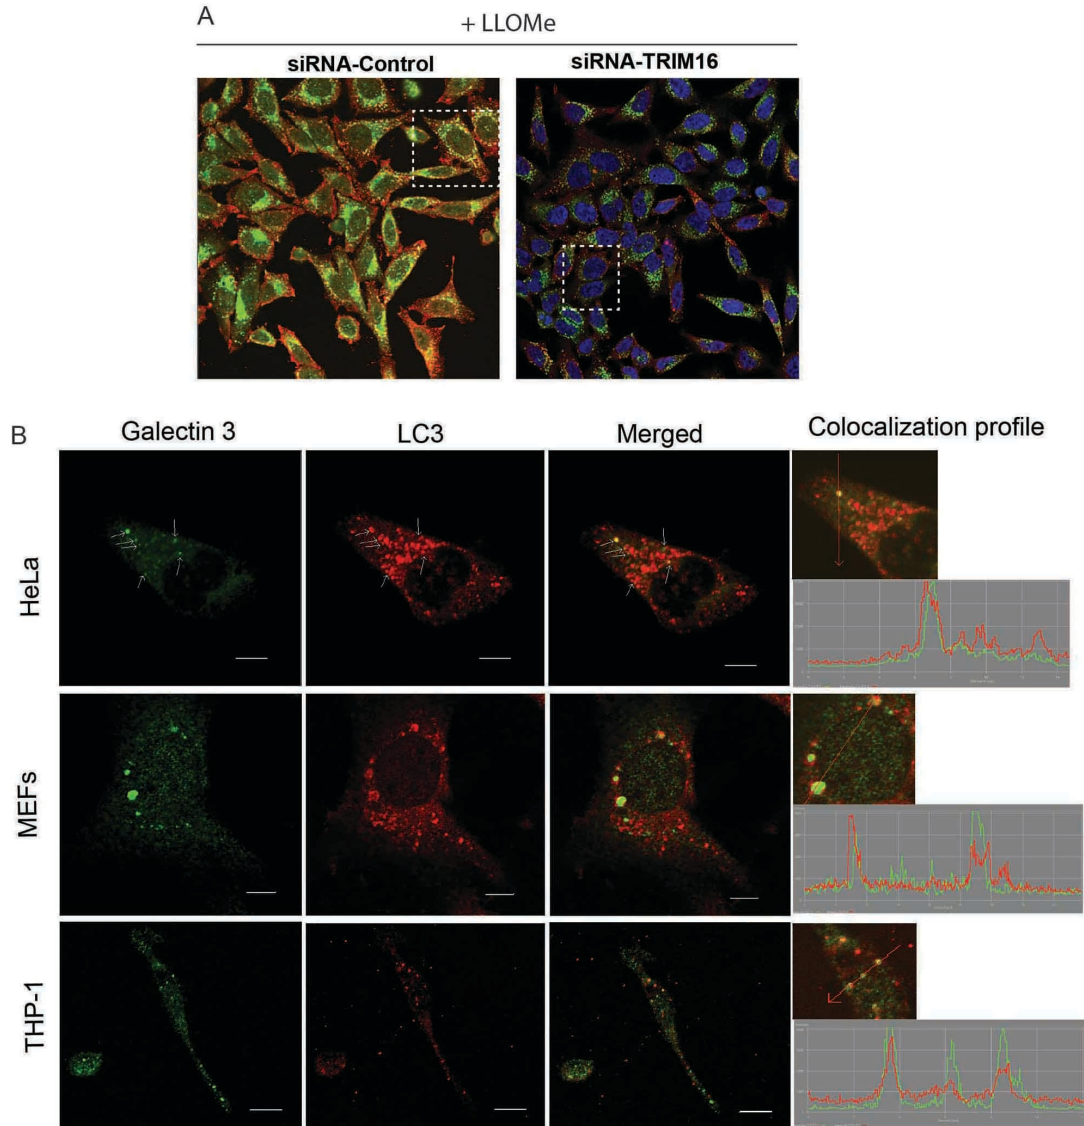 A
+ LLOMe
siRNA-Control
siRNA-TRIM16
B
Galectin 3
LC3
Merged
Colocalization profile
HeLa
MEFs
THP-1